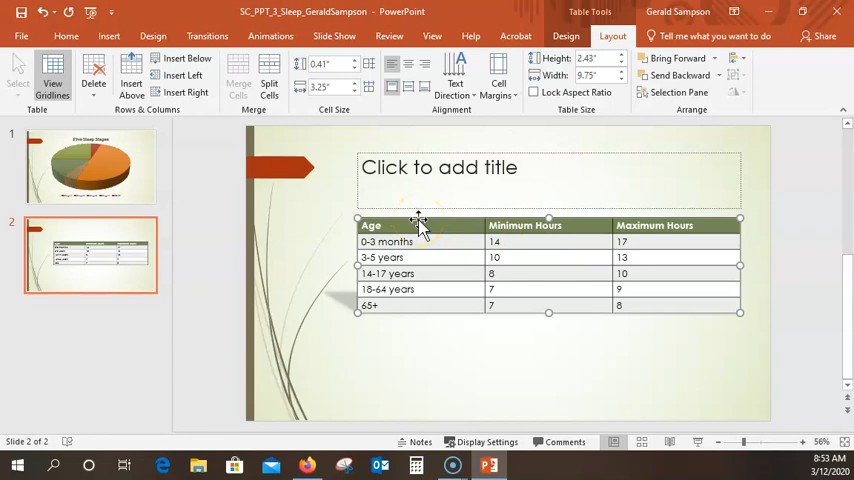 SC_PPT_3_Sleep_GeraldSampson - PowerPoint
Table Tools
Gerald Sampson
File Home Insert Design Transitions Animations Slide Show Review View Help Acrobat Design Layout Tell me what you want to do Share
Select
View Gridlines
Delete
Insert Above
Insert Below
Insert Left
Insert Right
Merge Cells
Split Cells
0.41"
3.25"
Text Direction
Cell Margins
Height: 2.43"
Width: 9.75"
Lock Aspect Ratio
Bring Forward
Send Backward
Selection Pane
Table Rows & Columns Merge Cell Size Alignment Table Size Arrange
1
Five Sleep Stages
2
Click to add title
Age Minimum Hours Maximum Hours
0-3 months 14 17
3-5 years 10 13
14-17 years 8 10
18-64 years 7 9
65+ 7 8
Slide 2 of 2 Notes Display Settings Comments 56%
8:53 AM
3/12/2020